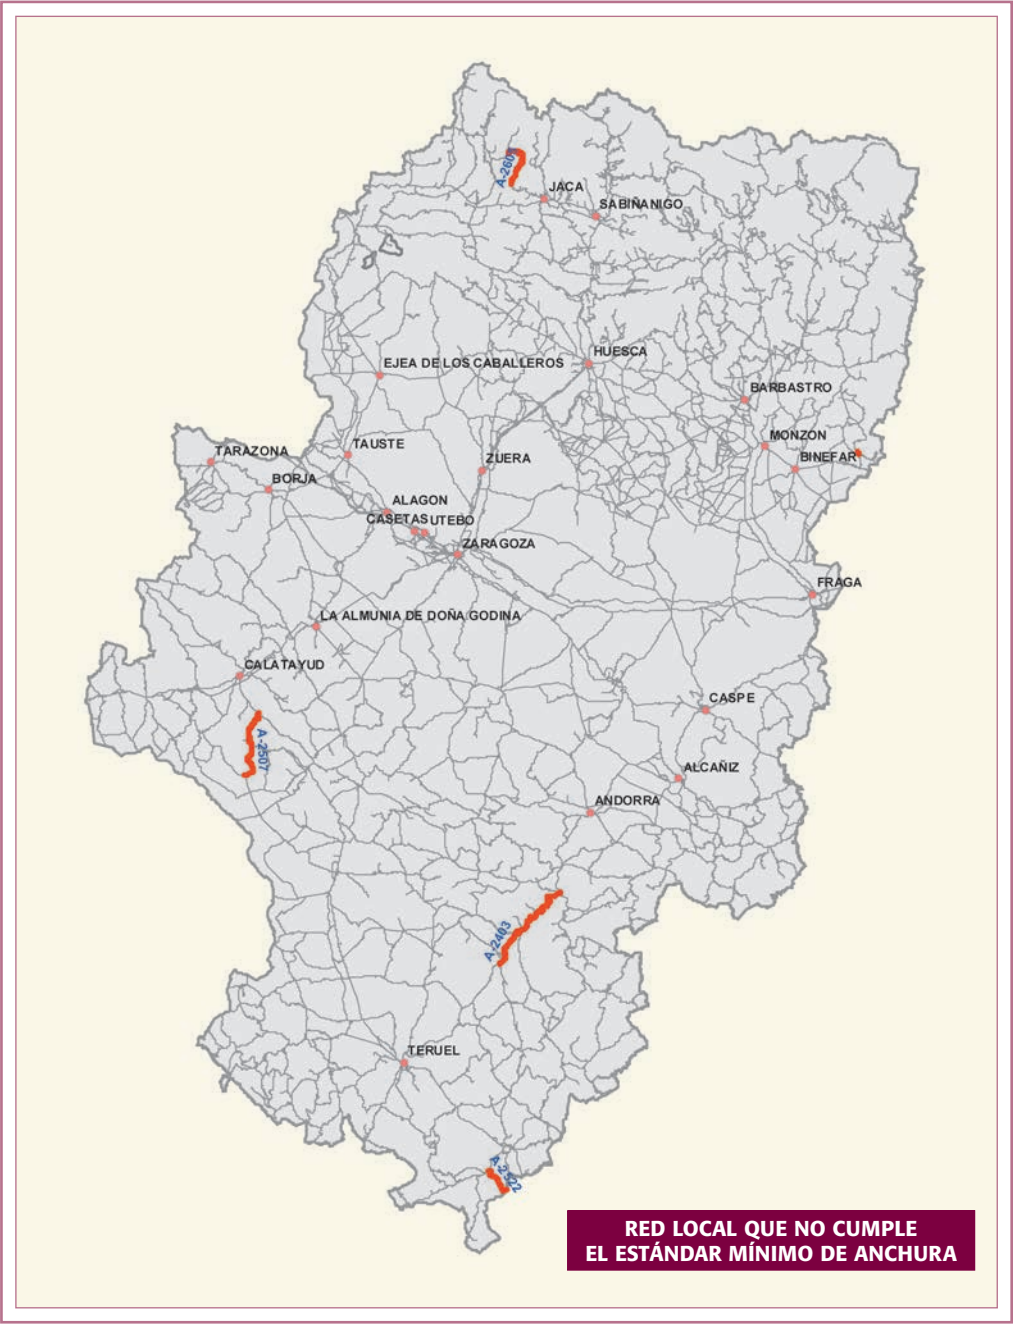 JACA
SABIÑANIGO
HUESCA
EJEA DE LOS CABALLEROS
BARBASTRO
TAUSTE
MONZON
TARAZONA
ZUERA
BINEFAR
BORJA
ALAGON
CASETAS
UTEBO
ZARAGOZA
FRAGA
LA ALMUNIA DE DOÑA GODINA
CALATAYUD
CASPE
A-2507
ALCAÑIZ
ANDORRA
A-2403
TERUEL
A-2522
RED LOCAL QUE NO CUMPLE
EL ESTÁNDAR MÍNIMO DE ANCHURA